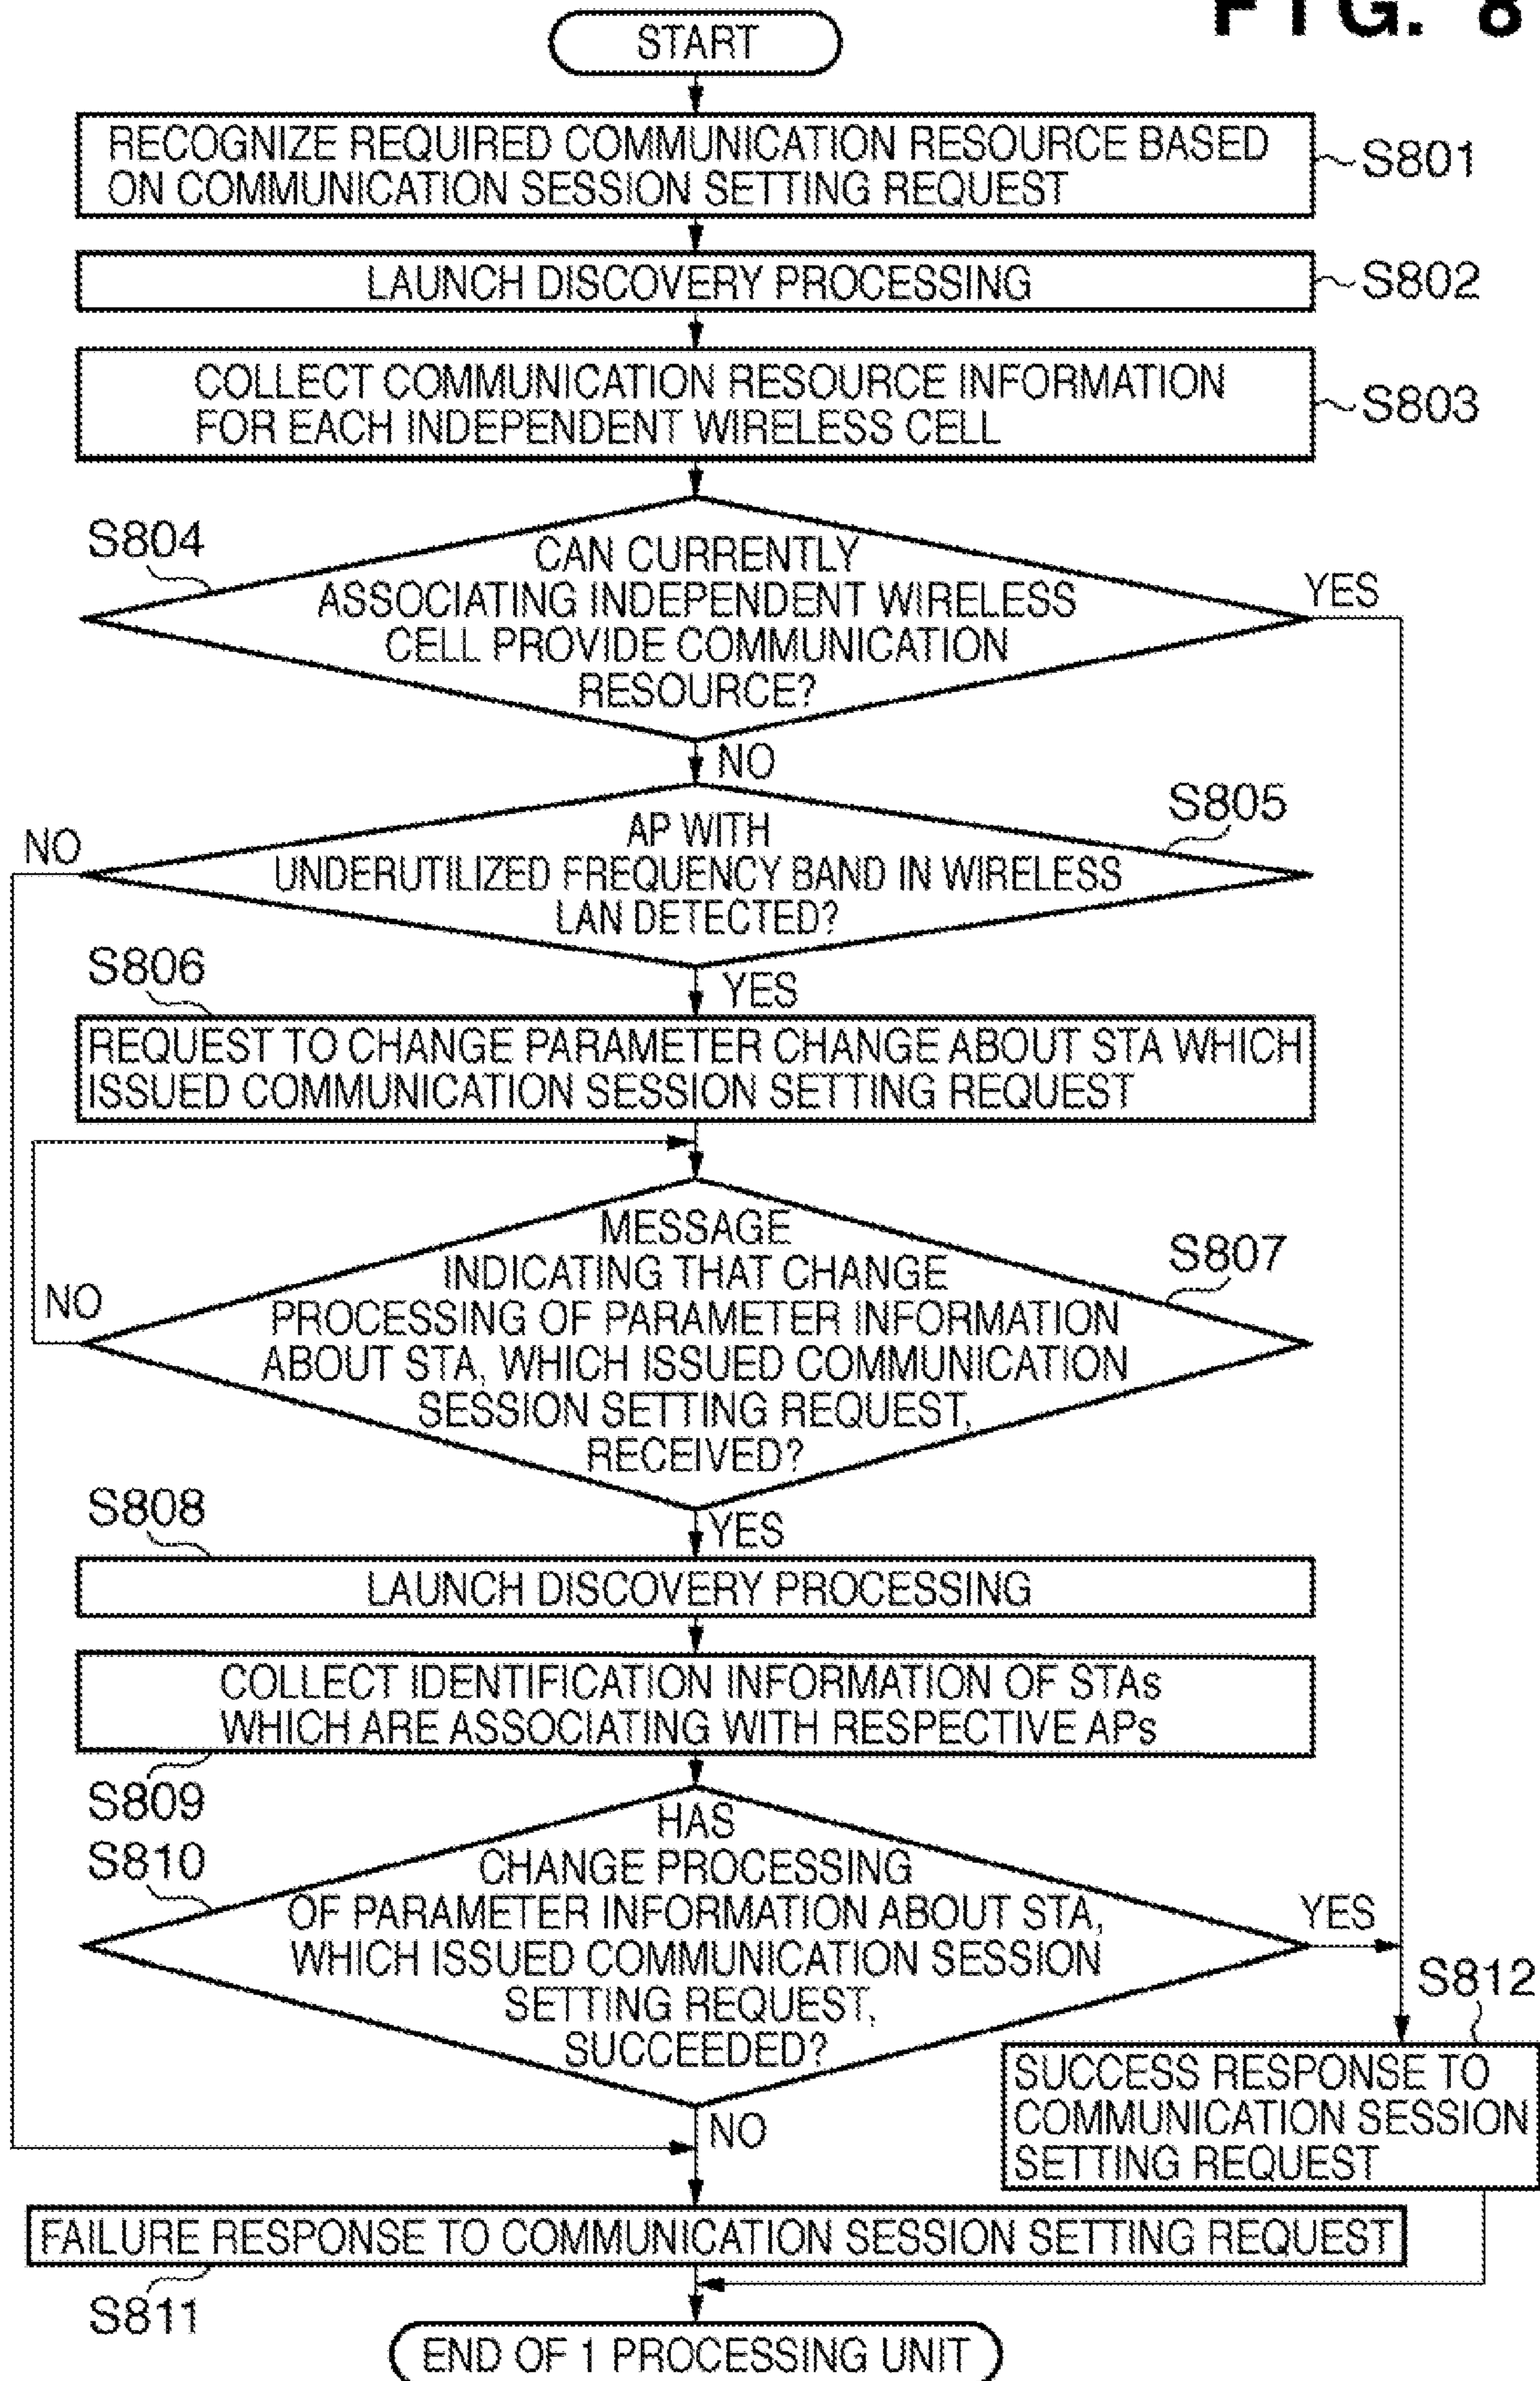 FIG. 8
START
RECOGNIZE REQUIRED COMMUNICATION RESOURCE BASED
ON COMMUNICATION SESSION SETTING REQUEST
S801
LAUNCH DISCOVERY PROCESSING
S802
COLLECT COMMUNICATION RESOURCE INFORMATION
FOR EACH INDEPENDENT WIRELESS CELL
S803
S804
CAN CURRENTLY
ASSOCIATING INDEPENDENT WIRELESS
CELL PROVIDE COMMUNICATION
RESOURCE?
YES
NO
S805
AP WITH
UNDERUTILIZED FREQUENCY BAND IN WIRELESS
LAN DETECTED?
NO
YES
S806
REQUEST TO CHANGE PARAMETER CHANGE ABOUT STA WHICH
ISSUED COMMUNICATION SESSION SETTING REQUEST
S807
MESSAGE
INDICATING THAT CHANGE
PROCESSING OF PARAMETER INFORMATION
ABOUT STA, WHICH ISSUED COMMUNICATION
SESSION SETTING REQUEST,
RECEIVED?
NO
YES
S808
LAUNCH DISCOVERY PROCESSING
COLLECT IDENTIFICATION INFORMATION OF STAs
WHICH ARE ASSOCIATING WITH RESPECTIVE APs
S809
S810
HAS
CHANGE PROCESSING
OF PARAMETER INFORMATION ABOUT STA,
WHICH ISSUED COMMUNICATION SESSION
SETTING REQUEST,
SUCCEEDED?
YES
NO
S812
SUCCESS RESPONSE TO
COMMUNICATION SESSION
SETTING REQUEST
FAILURE RESPONSE TO COMMUNICATION SESSION SETTING REQUEST
S811
END OF 1 PROCESSING UNIT